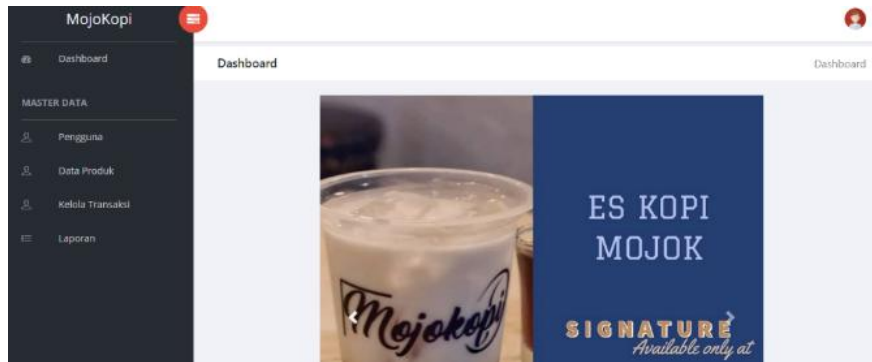 MojoKopi
Dashboard
MASTER DATA
Pengguna
Data Produk
Kelola Transaksi
Laporan
Dashboard
Dashboard
Mojokopi
ES KOPI
MOJOK
SIGNATURE
Available only at